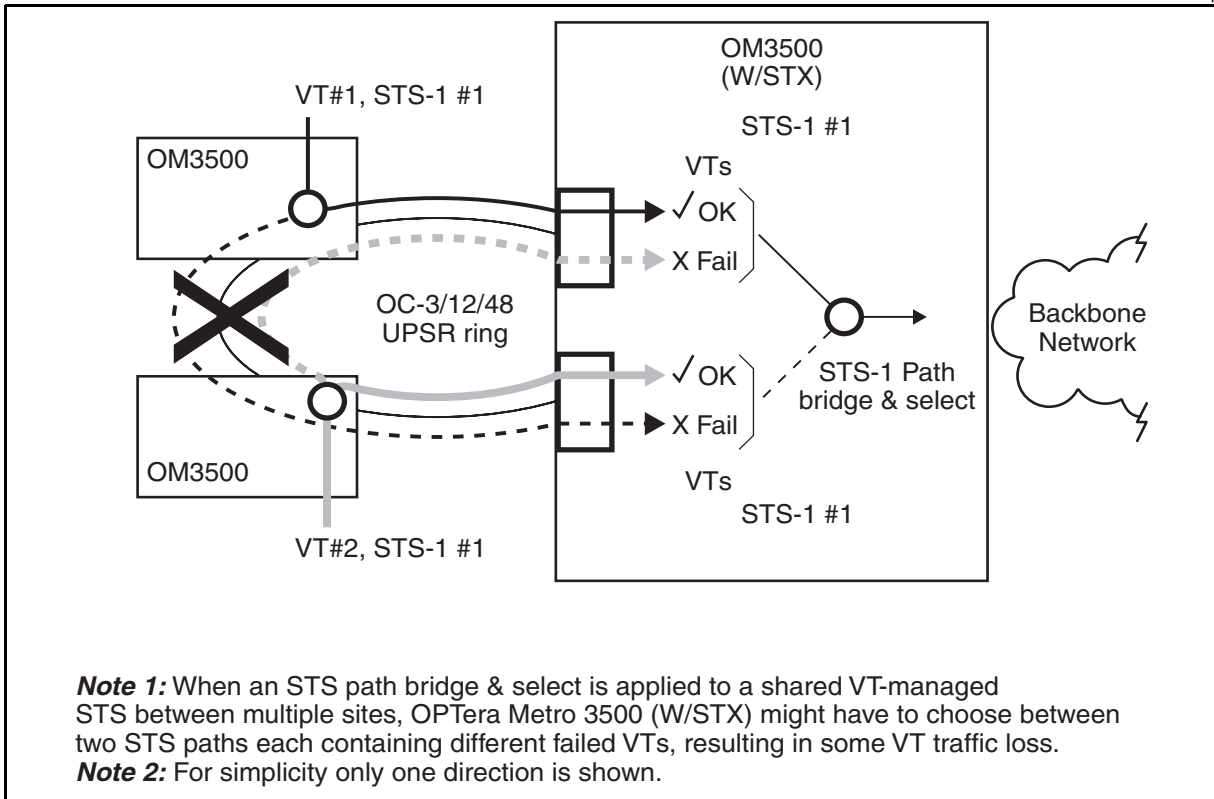 OM3500
(W/STX)
STS-1 #1
VT#1, STS-1 #1
OM3500
VTs
√ OK
X Fail
OC-3/12/48
UPSR ring
Backbone
Network
√ OK
X Fail
STS-1 Path
bridge & select
OM3500
VTs
STS-1 #1
VT#2, STS-1 #1
Note 1: When an STS path bridge & select is applied to a shared VT-managed
STS between multiple sites, OPTera Metro 3500 (W/STX) might have to choose between
two STS paths each containing different failed VTs, resulting in some VT traffic loss.
Note 2: For simplicity only one direction is shown.